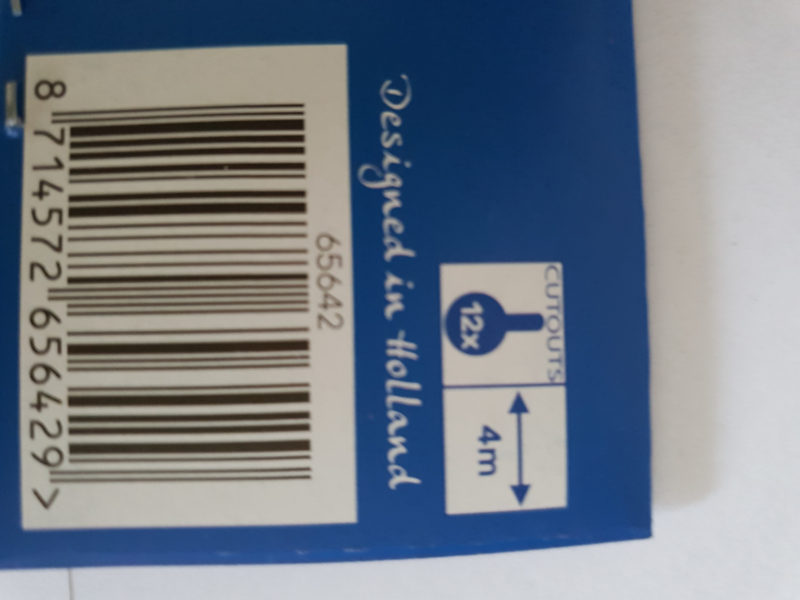 CUTOUTS
12x
4m
Designed in Holland
65642
8 714572 656429 >